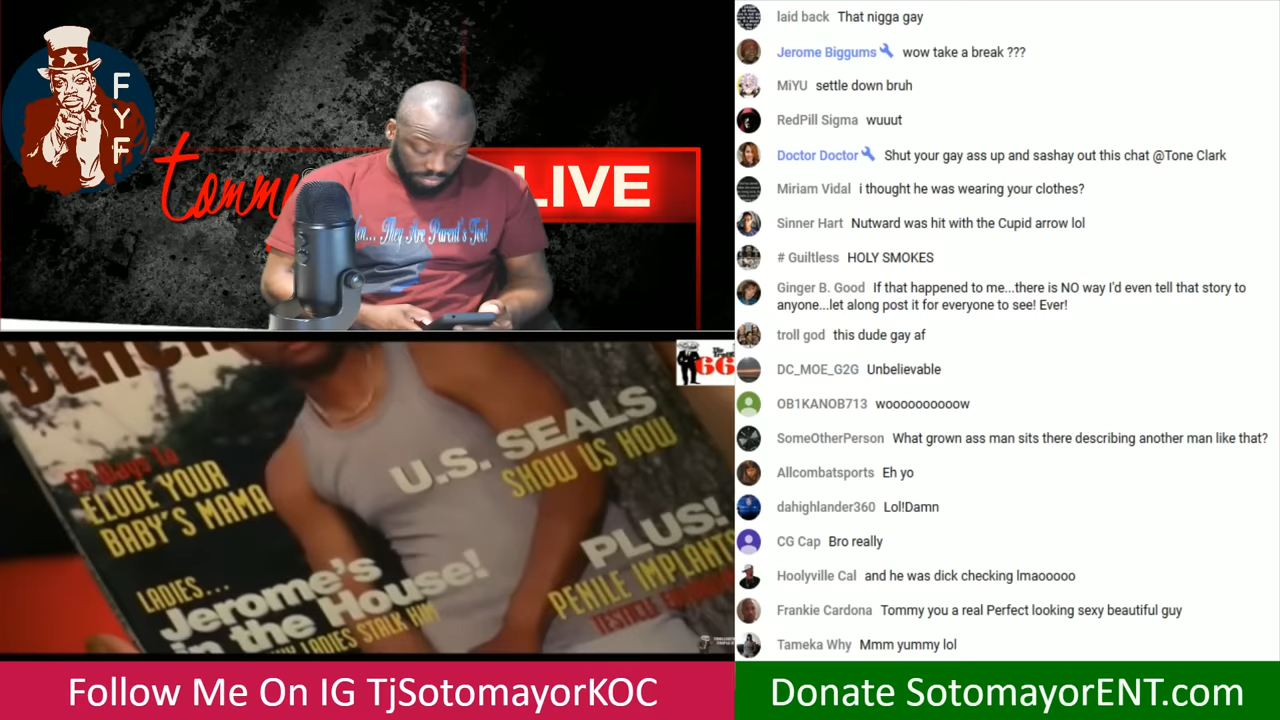 F
Y
F
tommy
LIVE
They Are Parent's Too!
BLACK
ELUDE YOUR
BABY'S MAMA
LADIES...
Jerome's
in the House!
LADIES STALK HIM
U.S. SEALS
SHOW US HOW
PLUS!
PENILE IMPLANTS
66
Follow Me On IG TjSotomayorKOC
laid back That nigga gay
Jerome Biggums wow take a break ???
MiYU settle down bruh
RedPill Sigma wuuut
Doctor Doctor Shut your gay ass up and sashay out this chat @Tone Clark
Miriam Vidal i thought he was wearing your clothes?
Sinner Hart Nutward was hit with the Cupid arrow lol
# Guiltless HOLY SMOKES
Ginger B. Good If that happened to me...there is NO way I'd even tell that story to
anyone...let along post it for everyone to see! Ever!
troll god this dude gay af
DC_MOE_G2G Unbelievable
OB1KANOB713 woooooooooow
SomeOtherPerson What grown ass man sits there describing another man like that?
Allcombatsports Eh yo
dahighlander360 Lol!Damn
CG Cap Bro really
Hoolyville Cal and he was dick checking lmaooooo
Frankie Cardona Tommy you a real Perfect looking sexy beautiful guy
Tameka Why Mmm yummy lol
Donate SotomayorENT.com